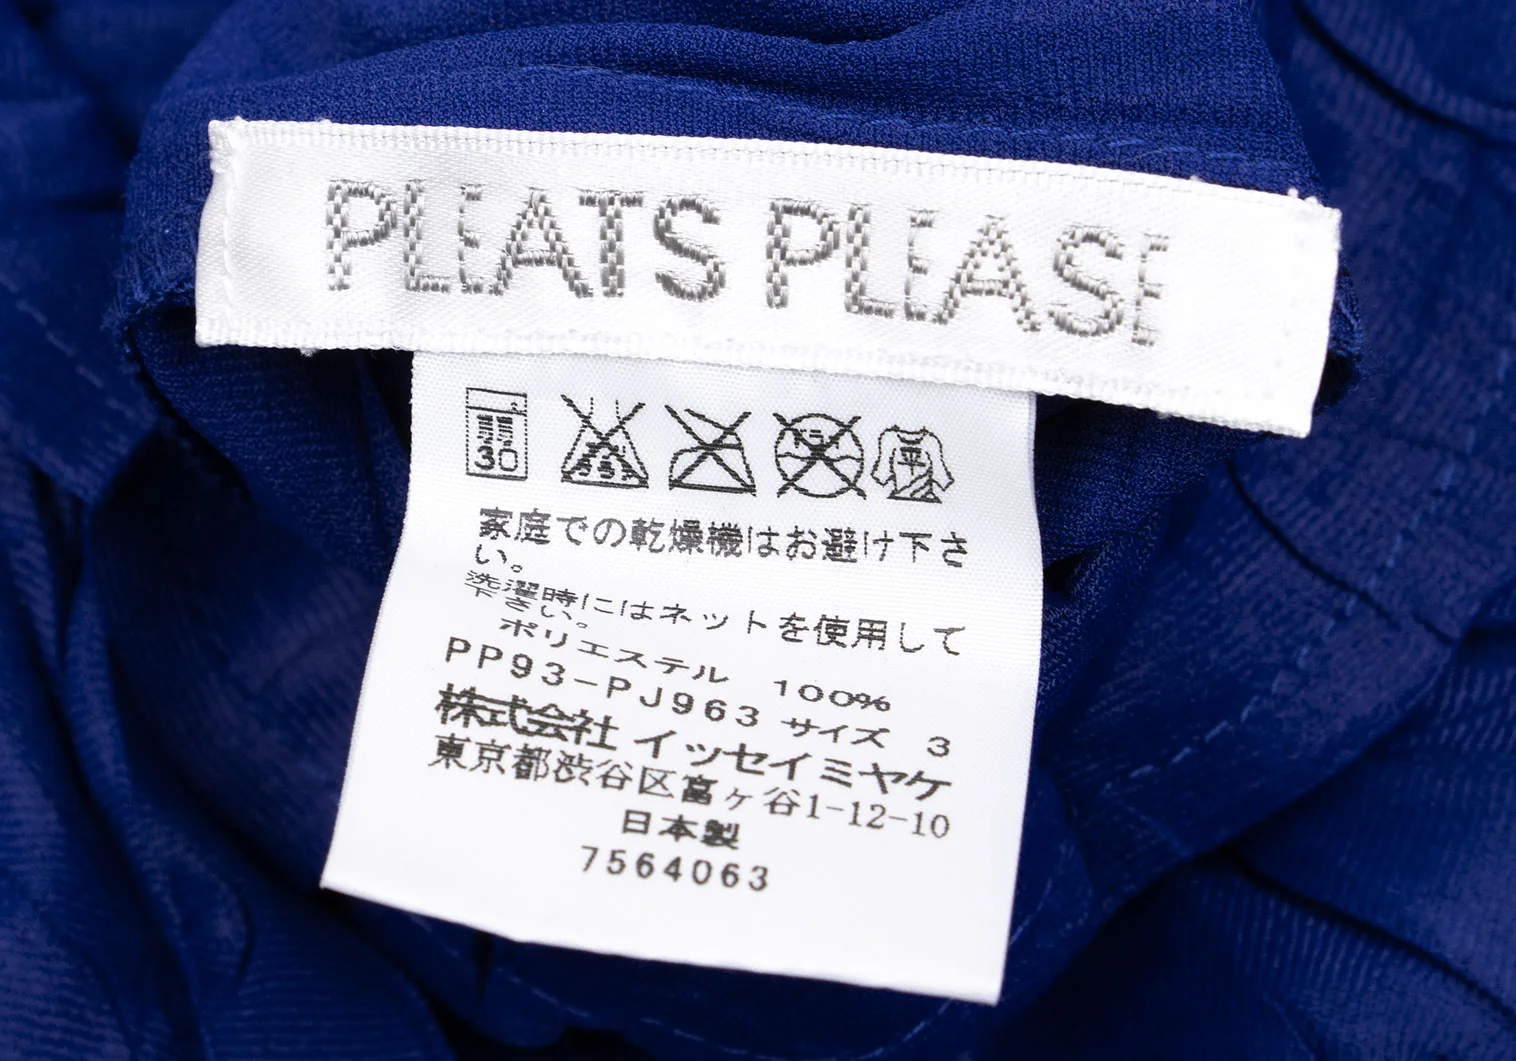 PLEATS PLEASE
30
平
家庭での乾燥機はお避け下さ
い。
洗濯時にはネットを使用して
下さい。
ポリエステル 100%
PP93-PJ963 サイズ 3
株式会社 イッセイミヤケ
東京都渋谷区富ヶ谷1-12-10
日本製
7564063